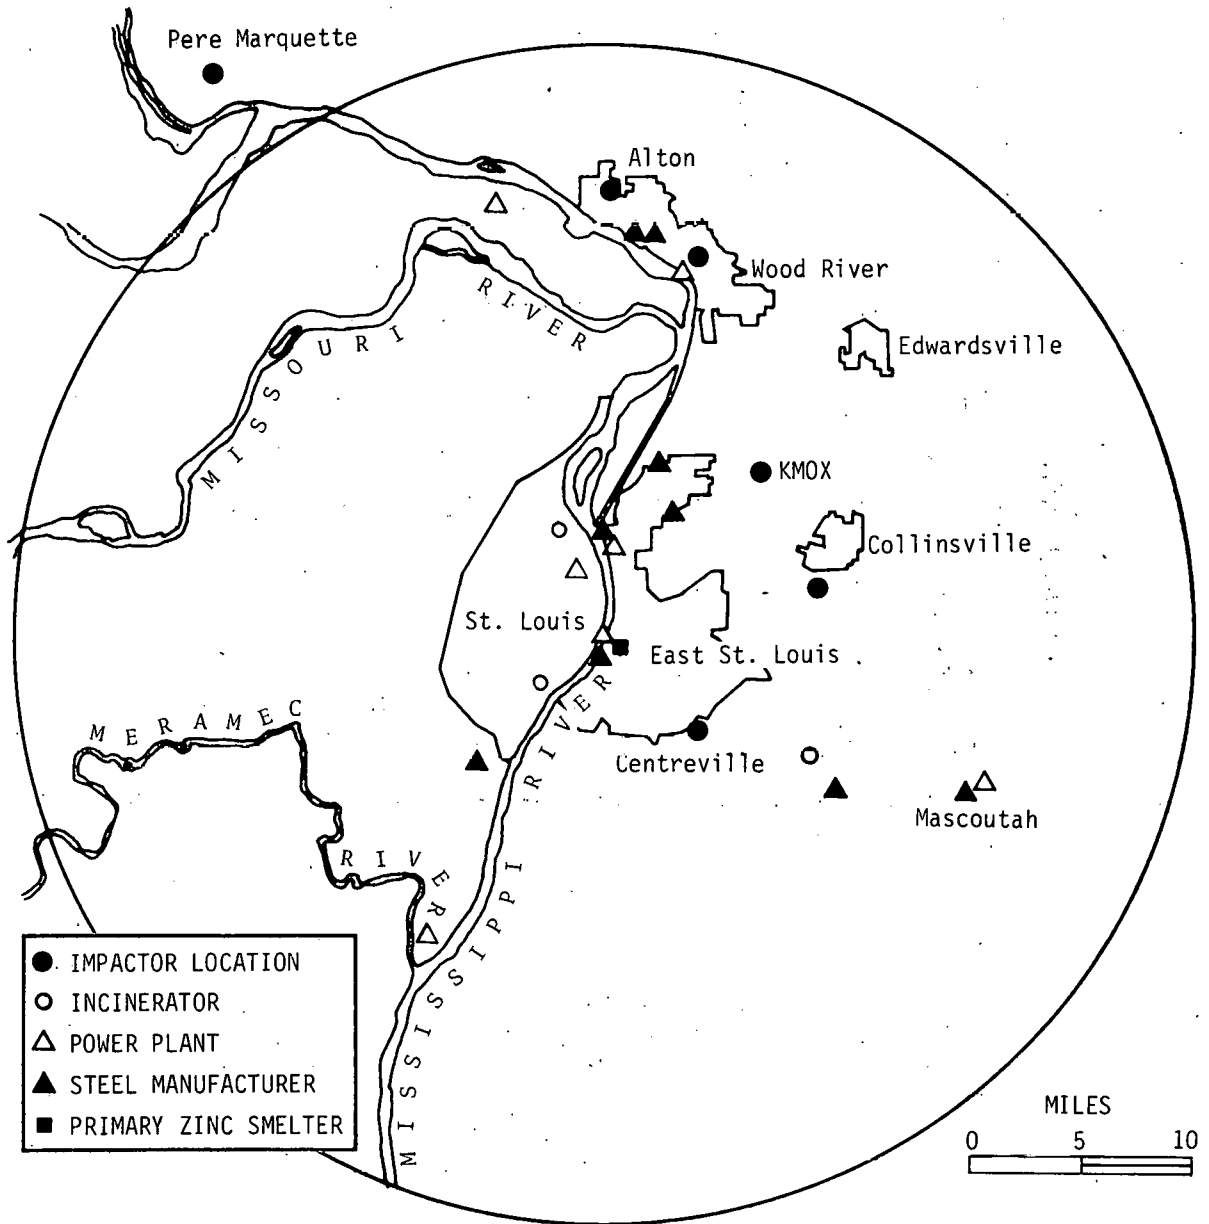 Pere Marquette
Alton
Wood River
Edwardsville
MISSOURI RIVER
KMOX
Collinsville
St. Louis
East St. Louis
MERAMEC RIVER
Centreville
Mascoutah
MISSISSIPPI RIVER
IMPACTOR LOCATION
INCINERATOR
POWER PLANT
STEEL MANUFACTURER
PRIMARY ZINC SMELTER
MILES
0 5 10